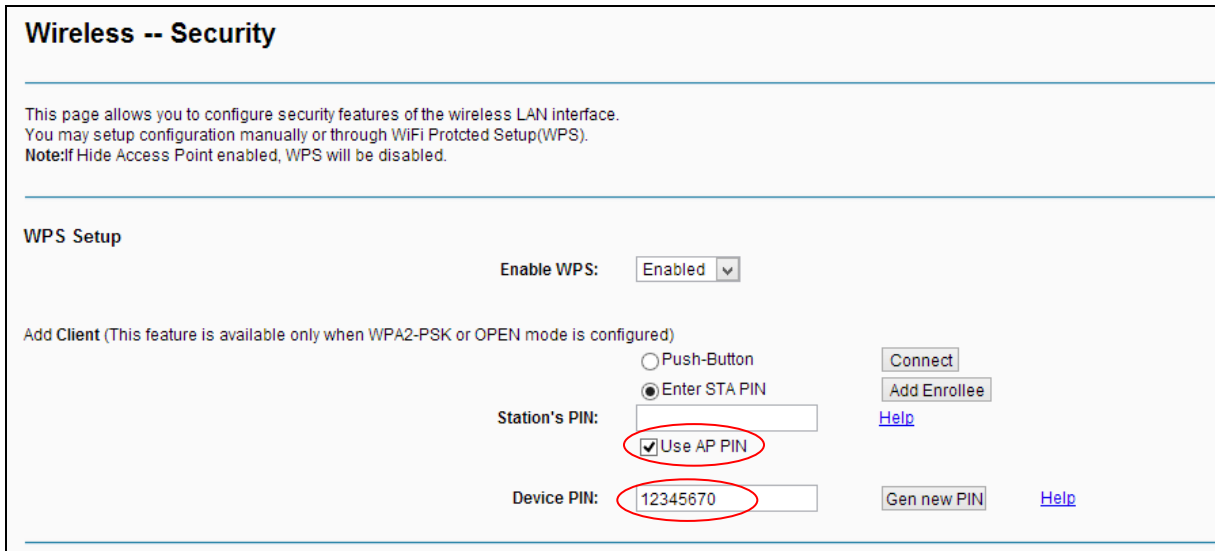 Wireless -- Security
This page allows you to configure security features of the wireless LAN interface.
You may setup configuration manually or through WiFi Protcted Setup(WPS).
Note:If Hide Access Point enabled, WPS will be disabled.
WPS Setup
Enable WPS: Enabled
Add Client (This feature is available only when WPA2-PSK or OPEN mode is configured)
Push-Button Connect
Enter STA PIN Add Enrollee
Station's PIN: Help
Use AP PIN
Device PIN: 12345670 Gen new PIN Help